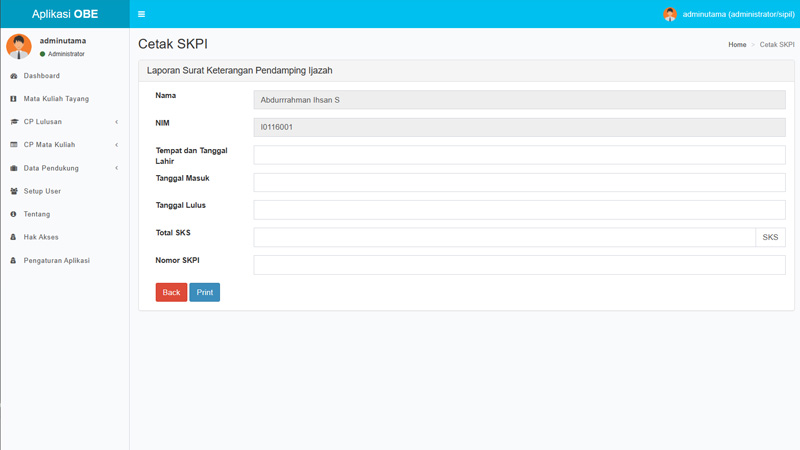 Aplikasi OBE
adminutama (administrator/sipil)
adminutama
Administrator
Dashboard
Mata Kuliah Tayang
CP Lulusan
CP Mata Kuliah
Data Pendukung
Setup User
Tentang
Hak Akses
Pengaturan Aplikasi
Cetak SKPI
Home > Cetak SKPI
Laporan Surat Keterangan Pendamping Ijazah
Nama
Abdurrrahman Ihsan S
NIM
I0116001
Tempat dan Tanggal
Lahir
Tanggal Masuk
Tanggal Lulus
Total SKS
SKS
Nomor SKPI
Back
Print